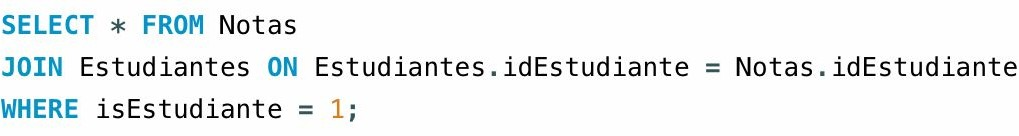 SELECT * FROM Notas
JOIN Estudiantes ON Estudiantes.idEstudiante = Notas.idEstudiante
WHERE isEstudiante = 1;